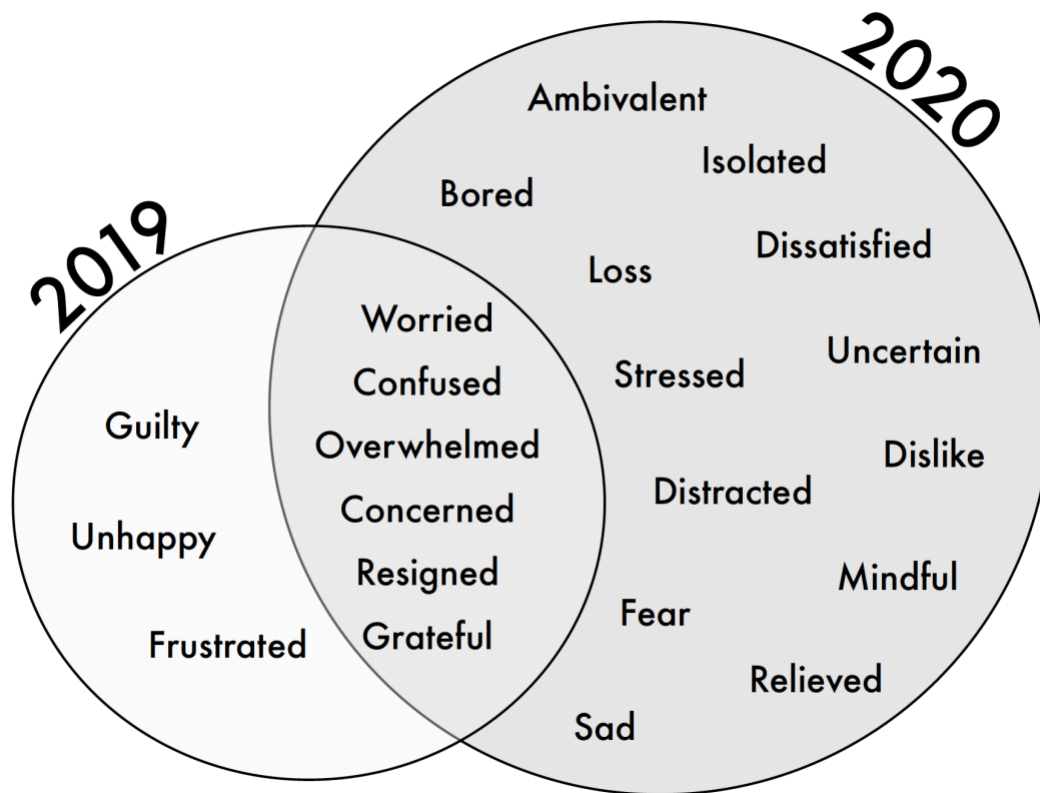 2019
2020
Guilty
Unhappy
Frustrated
Worried
Confused
Overwhelmed
Concerned
Resigned
Grateful
Ambivalent
Isolated
Bored
Dissatisfied
Loss
Uncertain
Stressed
Dislike
Distracted
Mindful
Fear
Relieved
Sad